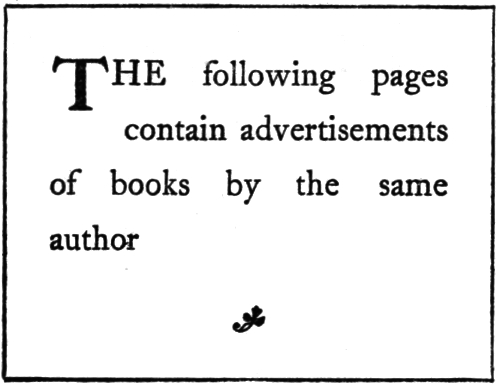 THE following pages
contain advertisements
of books by the same
author